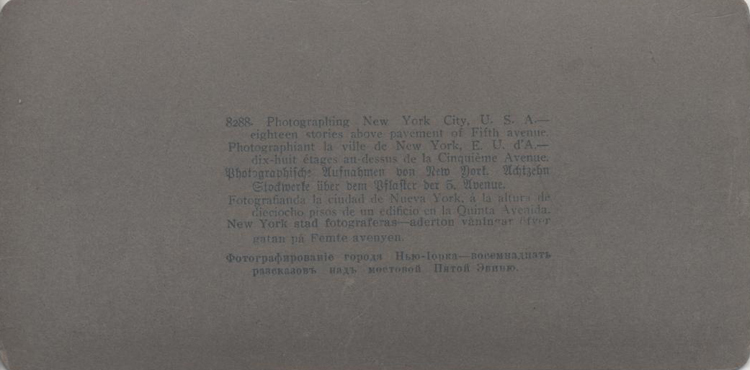 8288. Photographing New York City, U. S. A.—
eighteen stories above pavement of Fifth avenue.
Photographiant la ville de New York, E. U. d'A.—
dix-huit étages au-dessus de la Cinquième Avenue.
Photographische Aufnahmen von New York. Achtzehn
Stockwerke über dem Pflaster der 5. Avenue.
Fotografianda la ciudad de Nueva York, á la altura de
dieciocho pisos de un edificio en la Quinta Avenida.
New York stad fotograferas—aderton våningar öfver
gatan på Femte avenyen.
Фотографированіе города Нью-Іорка—восемнадцать
разсказовъ надъ мостовой Пятой Эвиню.